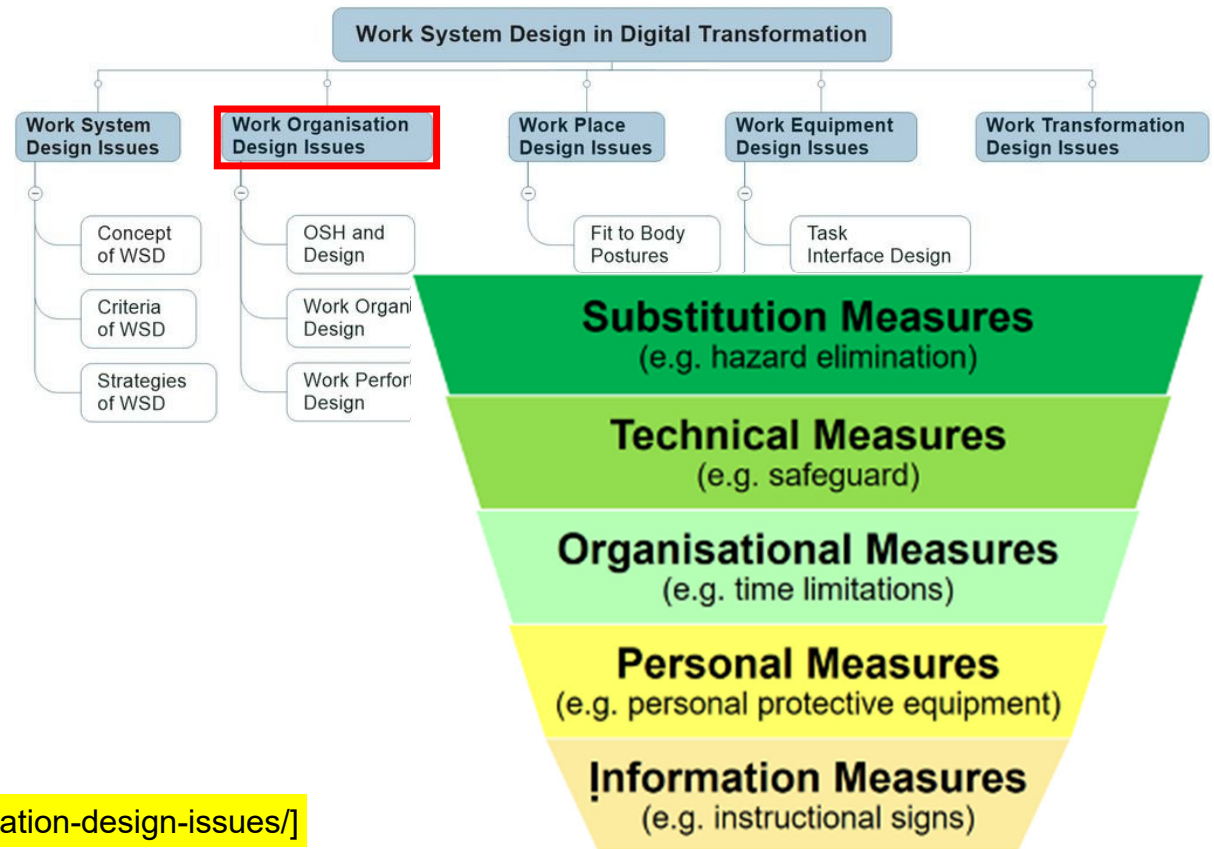 Work System Design in Digital Transformation
Work System
Design Issues
Work Organisation
Design Issues
Work Place
Design Issues
Work Equipment
Design Issues
Work Transformation
Design Issues
Concept
of WSD
OSH and
Design
Fit to Body
Postures
Task
Interface Design
Criteria
of WSD
Work Organi
Design
Strategies
of WSD
Work Perfor
Design
Substitution Measures
(e.g. hazard elimination)
Technical Measures
(e.g. safeguard)
Organisational Measures
(e.g. time limitations)
Personal Measures
(e.g. personal protective equipment)
Information Measures
(e.g. instructional signs)
ation-design-issues/]